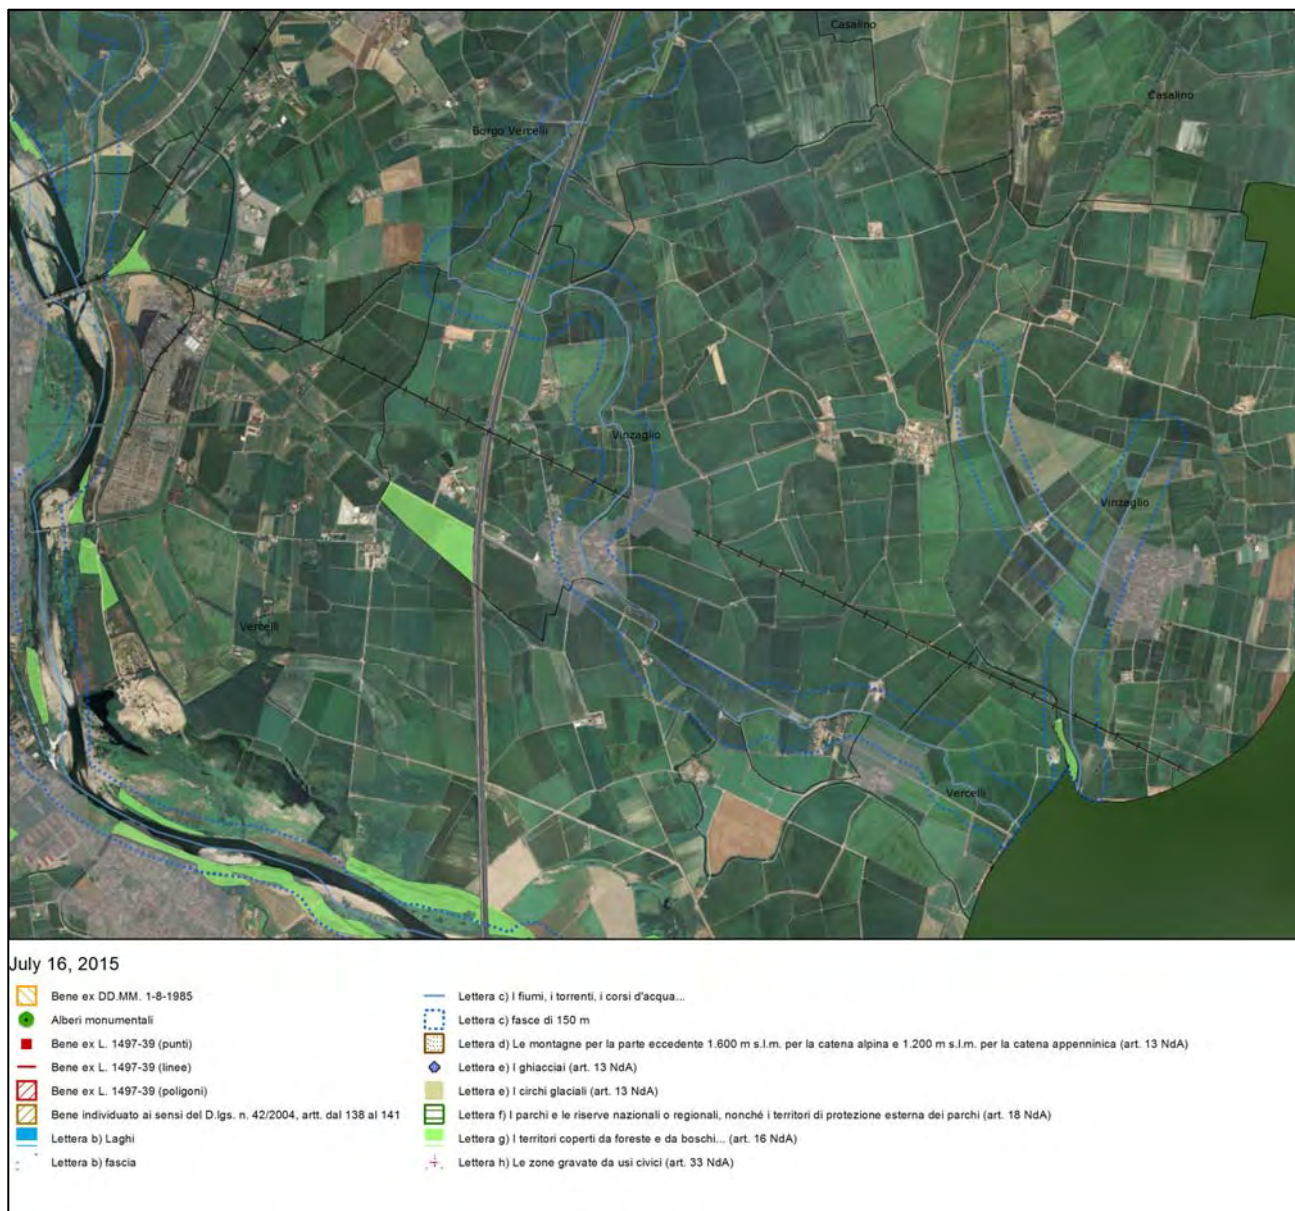 Casalino
Casalino
Borgo Vercelli
Vinzaglio
Vinzaglio
Vercelli
Vercelli
July 16, 2015
Bene ex DD.MM. 1-8-1985
Alberi monumentali
Bene ex L. 1497-39 (punti)
Bene ex L. 1497-39 (linee)
Bene ex L. 1497-39 (poligoni)
Bene individuato ai sensi del D.lgs. n. 42/2004, artt. dal 138 al 141
Lettera b) Laghi
Lettera b) fascia
Lettera c) I fiumi, i torrenti, i corsi d'acqua...
Lettera c) fasce di 150 m
Lettera d) Le montagne per la parte eccedente 1.600 m s.l.m. per la catena alpina e 1.200 m s.l.m. per la catena appenninica (art. 13 NdA)
Lettera e) I ghiacciai (art. 13 NdA)
Lettera e) I circhi glaciali (art. 13 NdA)
Lettera f) I parchi e le riserve nazionali o regionali, nonché i territori di protezione esterna dei parchi (art. 18 NdA)
Lettera g) I territori coperti da foreste e da boschi... (art. 16 NdA)
Lettera h) Le zone gravate da usi civici (art. 33 NdA)